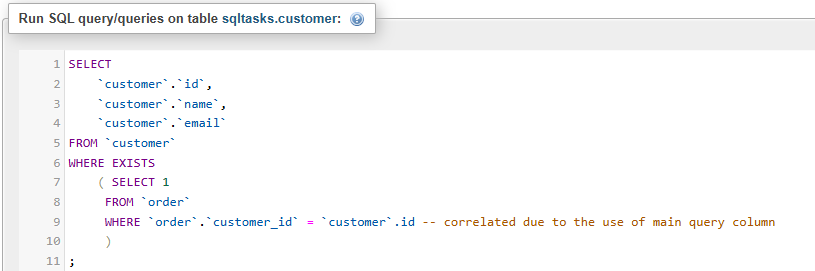 Run SQL query/queries on table sqltasks.customer:
1 SELECT
2 `customer`.`id`,
3 `customer`.`name`,
4 `customer`.`email`
5 FROM `customer`
6 WHERE EXISTS
7 ( SELECT 1
8 FROM `order`
9 WHERE `order`.`customer_id` = `customer`.id -- correlated due to the use of main query column
10 )
11 ;